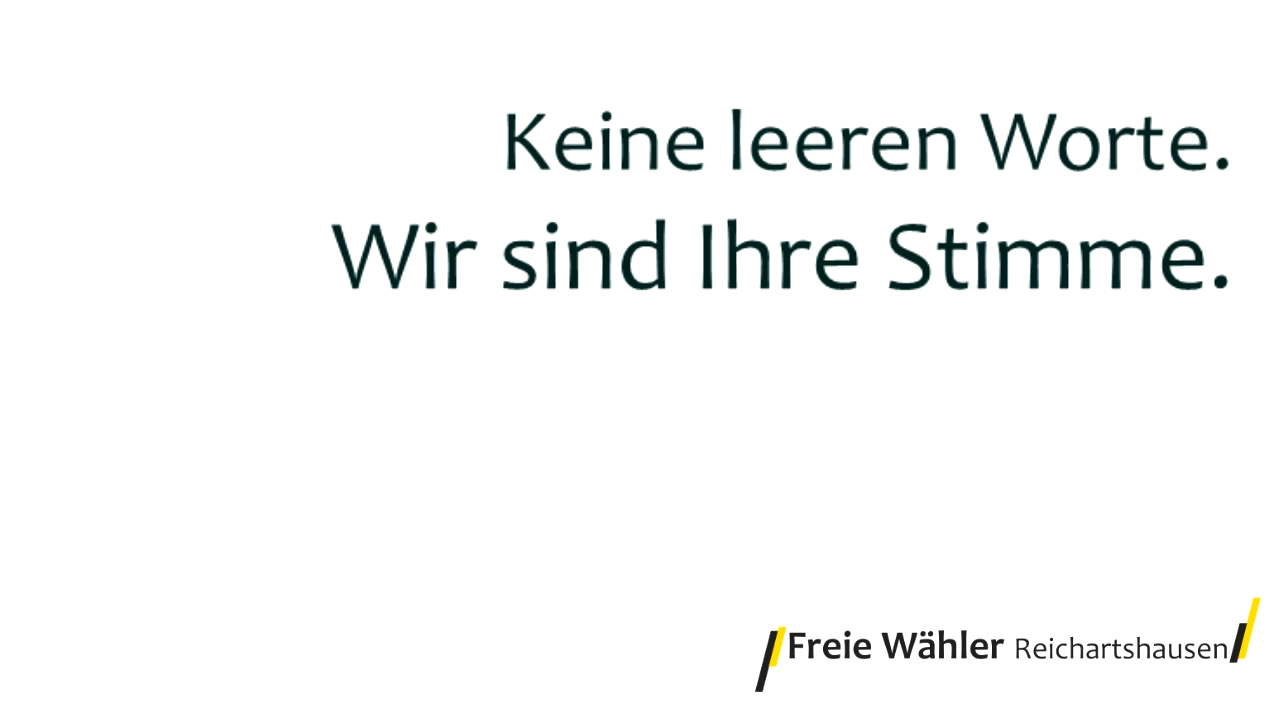 Keine leeren Worte.
Wir sind Ihre Stimme.
Freie Wähler Reichartshausen